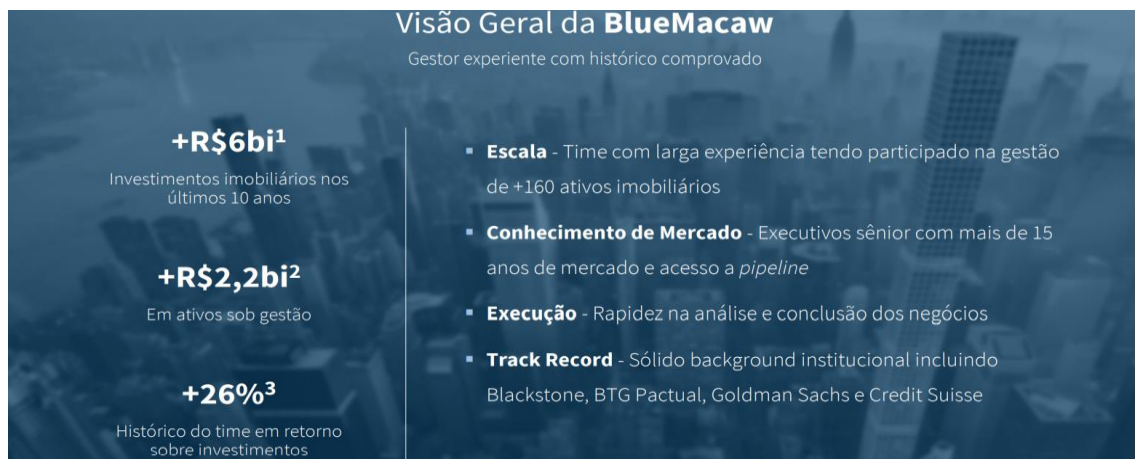 Visão Geral da BlueMacaw
Gestor experiente com histórico comprovado
+R$6bi¹
Investimentos imobiliários nos
últimos 10 anos
+R$2,2bi²
Em ativos sob gestão
+26%³
Histórico do time em retorno
sobre investimentos
▪ Escala - Time com larga experiência tendo participado na gestão
de +160 ativos imobiliários
▪ Conhecimento de Mercado - Executivos sênior com mais de 15
anos de mercado e acesso a pipeline
▪ Execução - Rapidez na análise e conclusão dos negócios
▪ Track Record - Sólido background institucional incluindo
Blackstone, BTG Pactual, Goldman Sachs e Credit Suisse